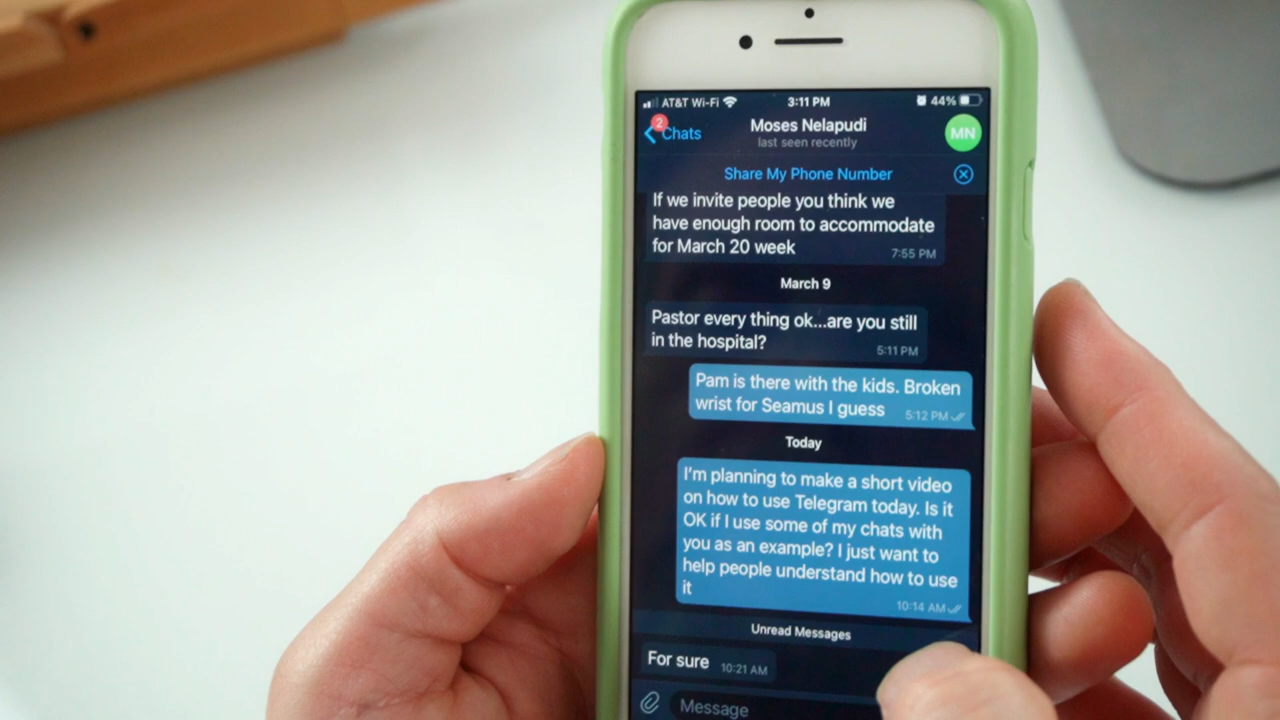 AT&T Wi-Fi 3:11 PM 44%
2
Chats
Moses Nelapudi
last seen recently
MN
Share My Phone Number
If we invite people you think we
have enough room to accommodate
for March 20 week
7:55 PM
March 9
Pastor every thing ok...are you still
in the hospital?
5:11 PM
Pam is there with the kids. Broken
wrist for Seamus I guess
5:12 PM
Today
I'm planning to make a short video
on how to use Telegram today. Is it
OK if I use some of my chats with
you as an example? I just want to
help people understand how to use
it
10:14 AM
Unread Messages
For sure 10:21 AM
Message